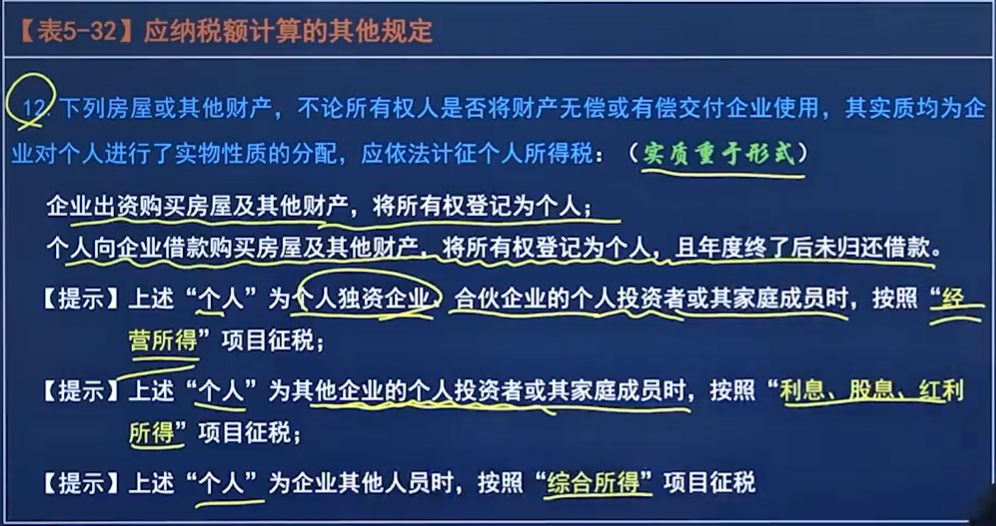 【表5-32】应纳税额计算的其他规定
12. 下列房屋或其他财产，不论所有权人是否将财产无偿或有偿交付企业使用，其实质均为企
业对个人进行了实物性质的分配，应依法计征个人所得税：（实质重于形式）
企业出资购买房屋及其他财产，将所有权登记为个人；
个人向企业借款购买房屋及其他财产，将所有权登记为个人，且年度终了后未归还借款。
【提示】上述“个人”为个人独资企业、合伙企业的个人投资者或其家庭成员时，按照“经
营所得”项目征税；
【提示】上述“个人”为其他企业的个人投资者或其家庭成员时，按照“利息、股息、红利
所得”项目征税；
【提示】上述“个人”为企业其他人员时，按照“综合所得”项目征税